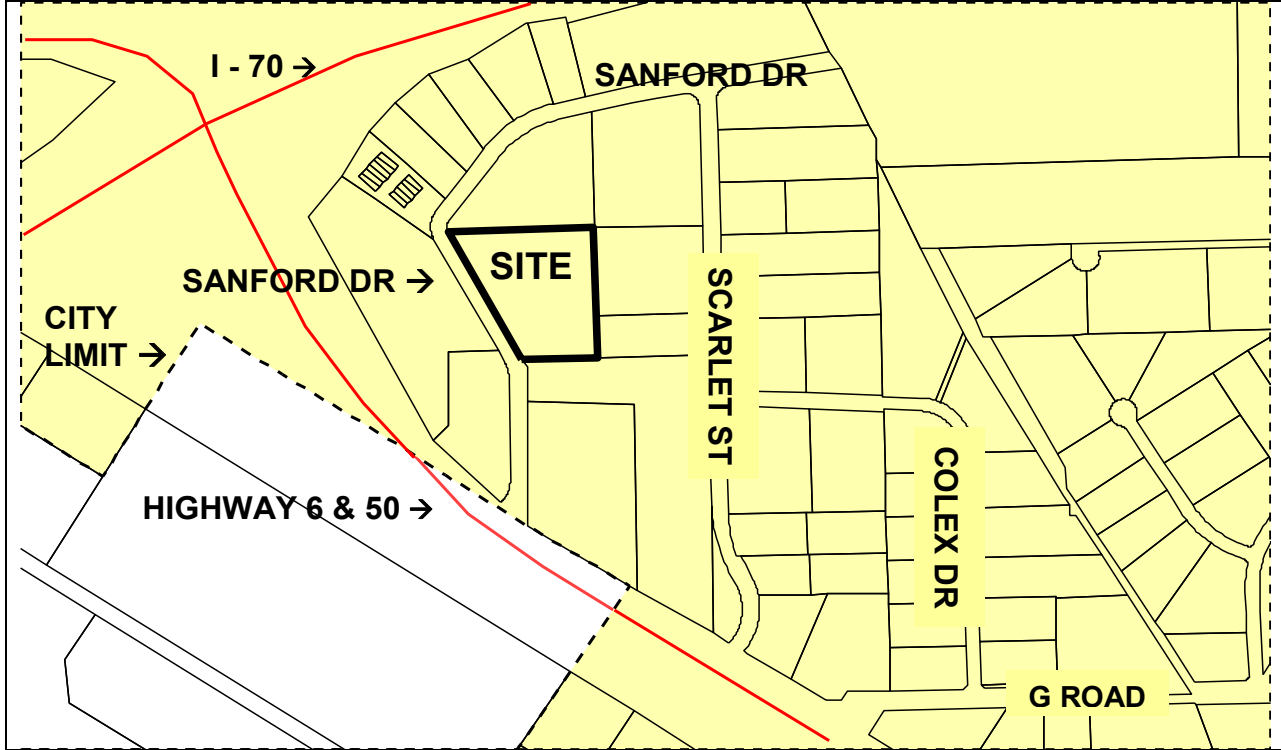 I - 70 →
SANFORD DR
SITE
SANFORD DR →
CITY
LIMIT →
SCARLET ST
HIGHWAY 6 & 50 →
COLEX DR
G ROAD